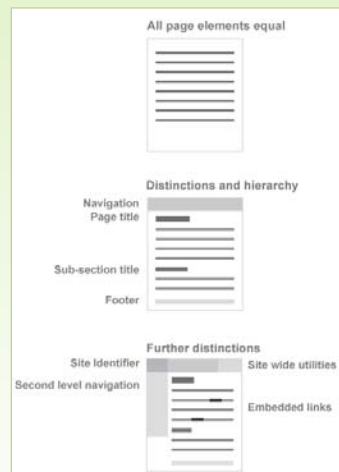 All page elements equal
Distinctions and hierarchy
Navigation
Page title
Sub-section title
Footer
Further distinctions
Site Identifier
Site wide utilities
Second level navigation
Embedded links